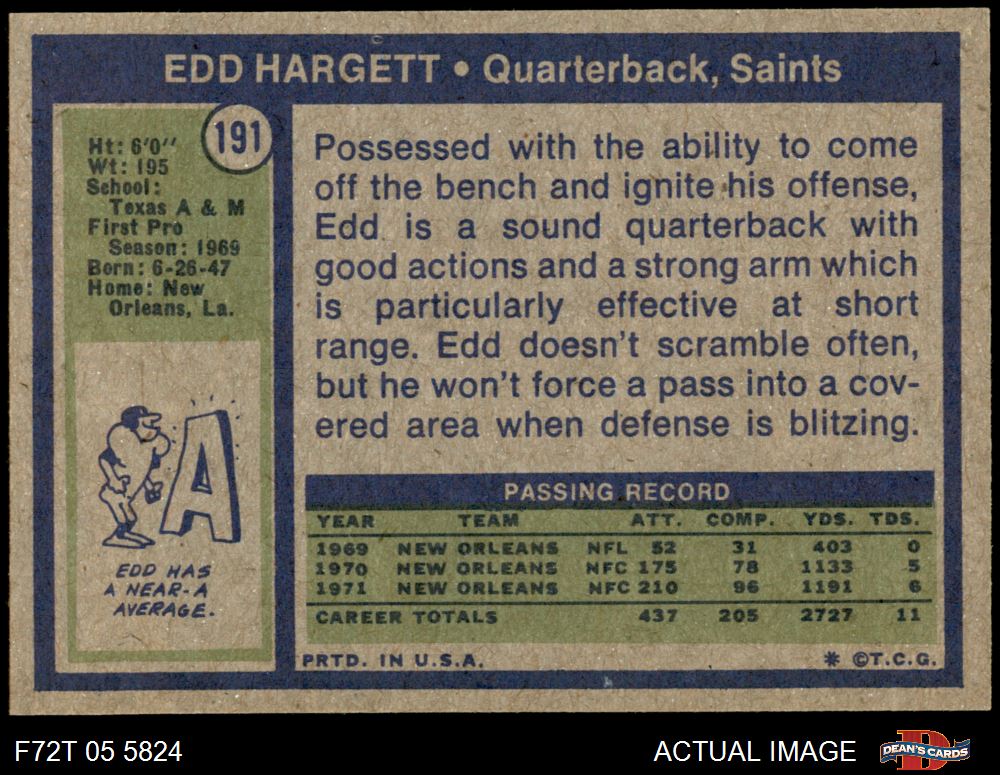 EDD HARGETT • Quarterback, Saints
191
Ht: 6'0''
Wt: 195
School:
Texas A & M
First Pro
Season: 1969
Born: 6-26-47
Home: New
Orleans, La.
EDD HAS
A NEAR-A
AVERAGE.
A
Possessed with the ability to come
off the bench and ignite his offense,
Edd is a sound quarterback with
good actions and a strong arm which
is particularly effective at short
range. Edd doesn't scramble often,
but he won't force a pass into a cov-
ered area when defense is blitzing.
PASSING RECORD
YEAR TEAM ATT. COMP. YDS. TDS.
1969 NEW ORLEANS NFL 52 31 403 0
1970 NEW ORLEANS NFC 175 78 1133 5
1971 NEW ORLEANS NFC 210 96 1191 6
CAREER TOTALS 437 205 2727 11
PRTD. IN U.S.A. * ©T.C.G.
F72T 05 5824 ACTUAL IMAGE D DEAN'S CARDS